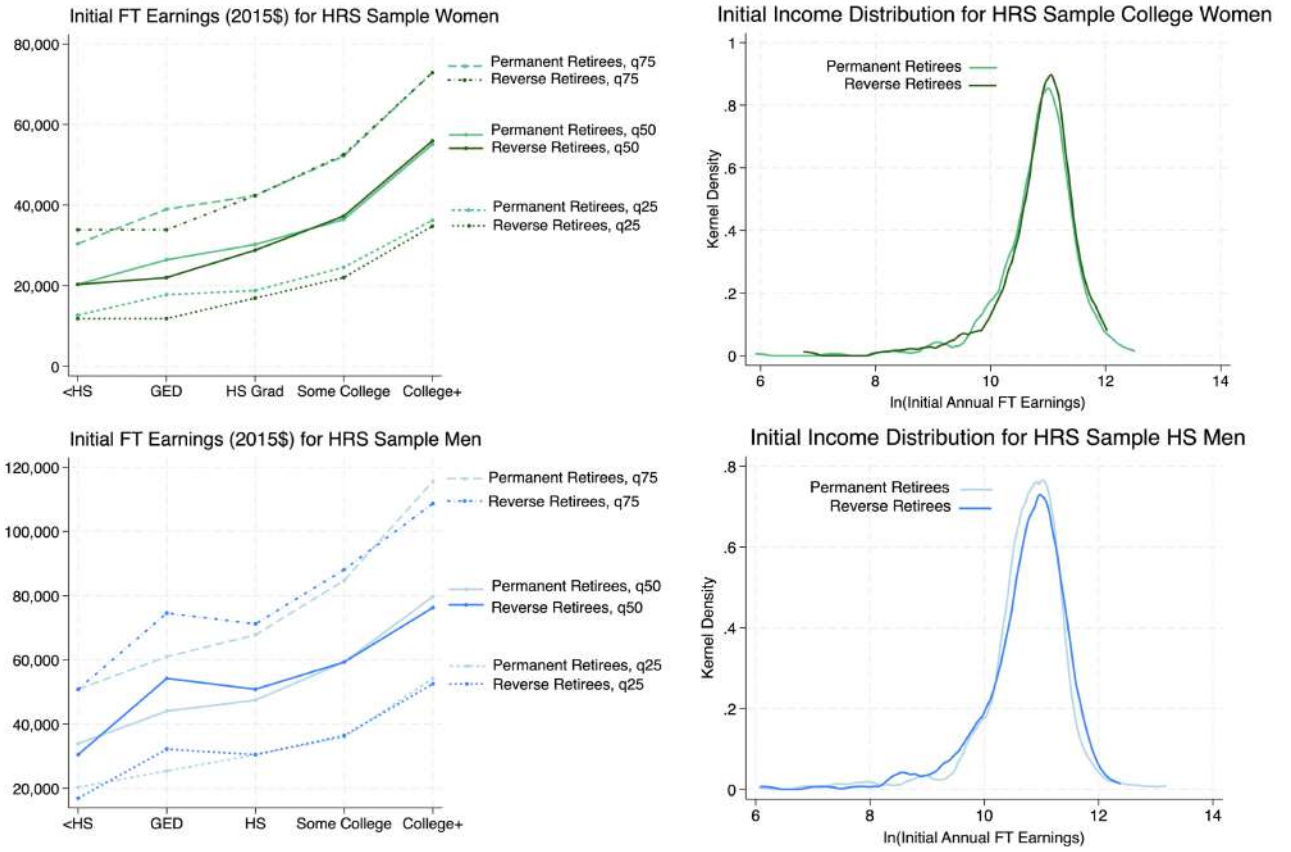 Initial FT Earnings (2015$) for HRS Sample Women
80,000
60,000
40,000
20,000
0
<HS GED HS Grad Some College College+
Permanent Retirees, q75
Reverse Retirees, q75
Permanent Retirees, q50
Reverse Retirees, q50
Permanent Retirees, q25
Reverse Retirees, q25
Initial Income Distribution for HRS Sample College Women
Kernel Density
1
.8
.6
.4
.2
0
Permanent Retirees
Reverse Retirees
6 8 10 12 14
ln(Initial Annual FT Earnings)
Initial FT Earnings (2015$) for HRS Sample Men
120,000
100,000
80,000
60,000
40,000
20,000
<HS GED HS Some College College+
Permanent Retirees, q75
Reverse Retirees, q75
Permanent Retirees, q50
Reverse Retirees, q50
Permanent Retirees, q25
Reverse Retirees, q25
Initial Income Distribution for HRS Sample HS Men
Kernel Density
.8
.6
.4
.2
0
Permanent Retirees
Reverse Retirees
6 8 10 12 14
ln(Initial Annual FT Earnings)